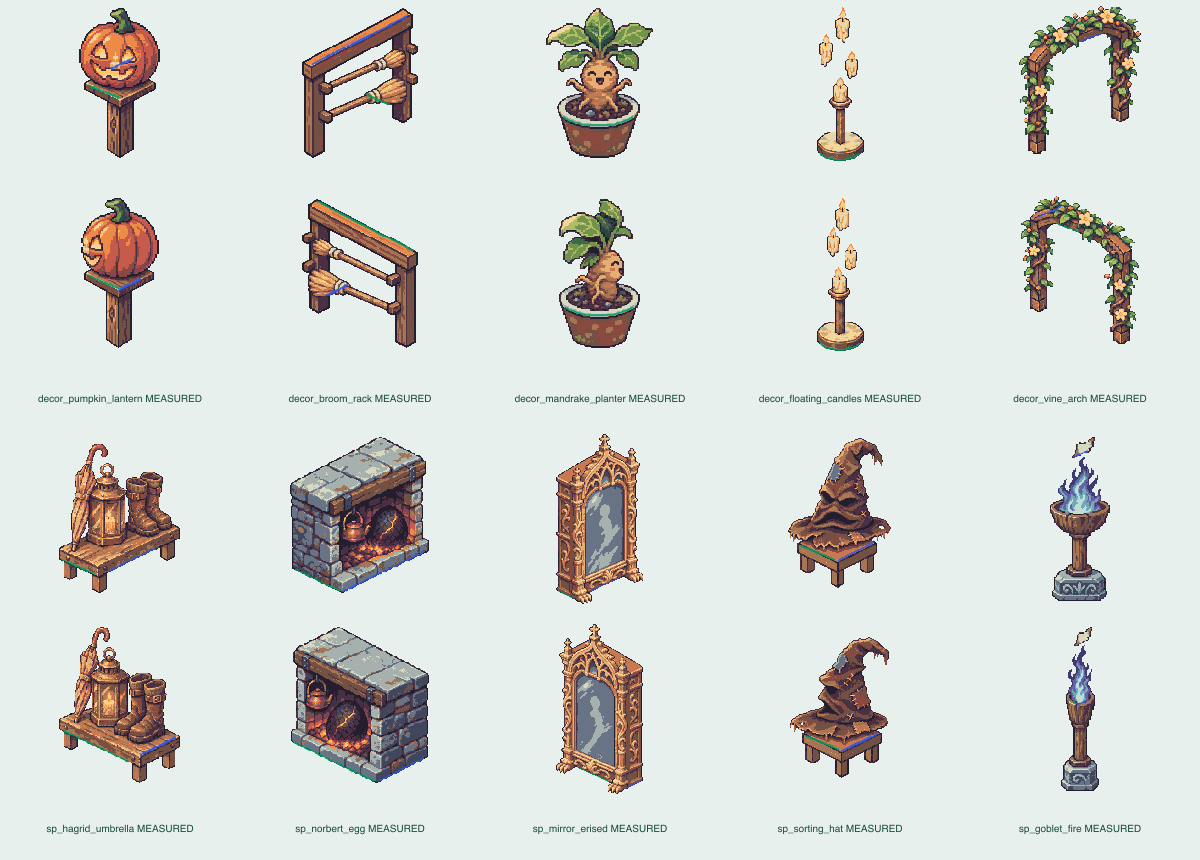 decor_pumpkin_lantern MEASURED
decor_broom_rack MEASURED
decor_mandrake_planter MEASURED
decor_floating_candles MEASURED
decor_vine_arch MEASURED
sp_hagrid_umbrella MEASURED
sp_norbert_egg MEASURED
sp_mirror_erised MEASURED
sp_sorting_hat MEASURED
sp_goblet_fire MEASURED